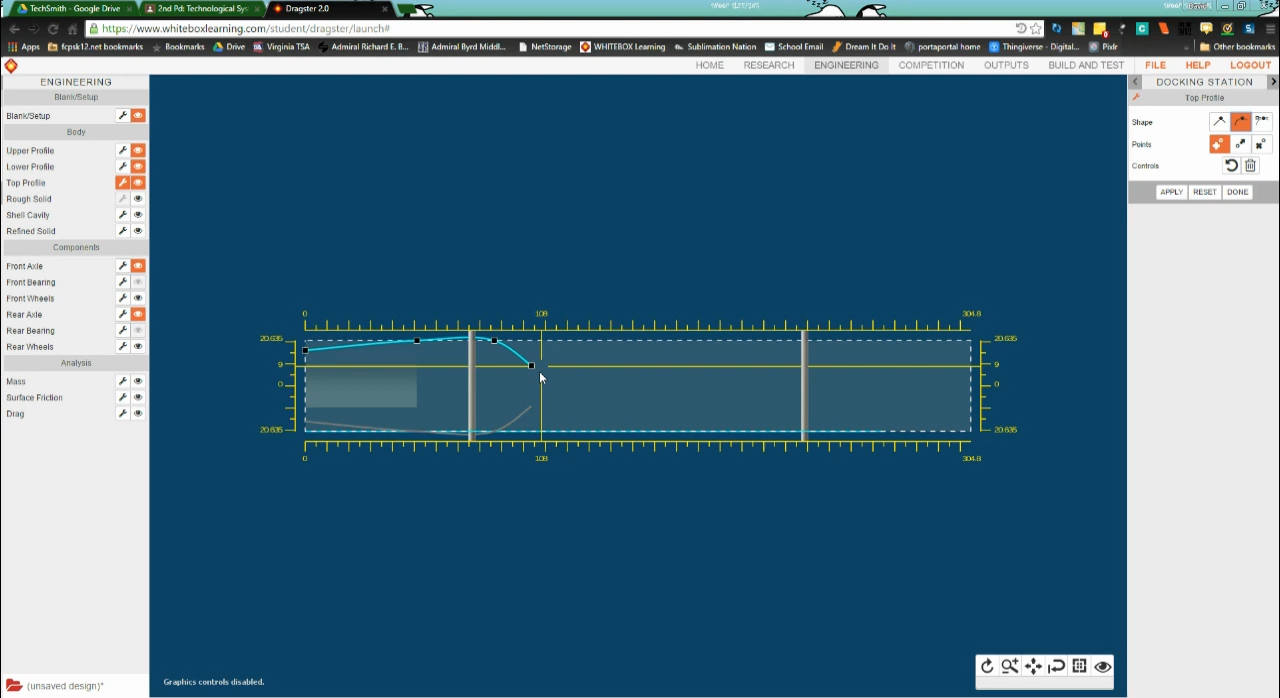 TechSmith - Google Drive
2nd Pd: Technological Sys
Dragster 2.0
https://www.whiteboxlearning.com/student/dragster/launch#
Apps
fcpsk12.net bookmarks
Bookmarks
Drive
Virginia TSA
Admiral Richard E. B...
Admiral Byrd Middl...
NetStorage
WHITEBOX Learning
Sublimation Nation
School Email
Dream It Do It
portaportal home
Thingiverse - Digital...
Pixlr
Other bookmarks
HOME
RESEARCH
ENGINEERING
COMPETITION
OUTPUTS
BUILD AND TEST
FILE
HELP
LOGOUT
ENGINEERING
Blank/Setup
Blank/Setup
Body
Upper Profile
Lower Profile
Top Profile
Rough Solid
Shell Cavity
Refined Solid
Components
Front Axle
Front Bearing
Front Wheels
Rear Axle
Rear Bearing
Rear Wheels
Analysis
Mass
Surface Friction
Drag
(unsaved design)*
0
108
304.8
20.635
20.635
9
9
0
0
20.635
20.635
0
108
304.8
Graphics controls disabled.
DOCKING STATION
Top Profile
Shape
Points
Controls
APPLY
RESET
DONE